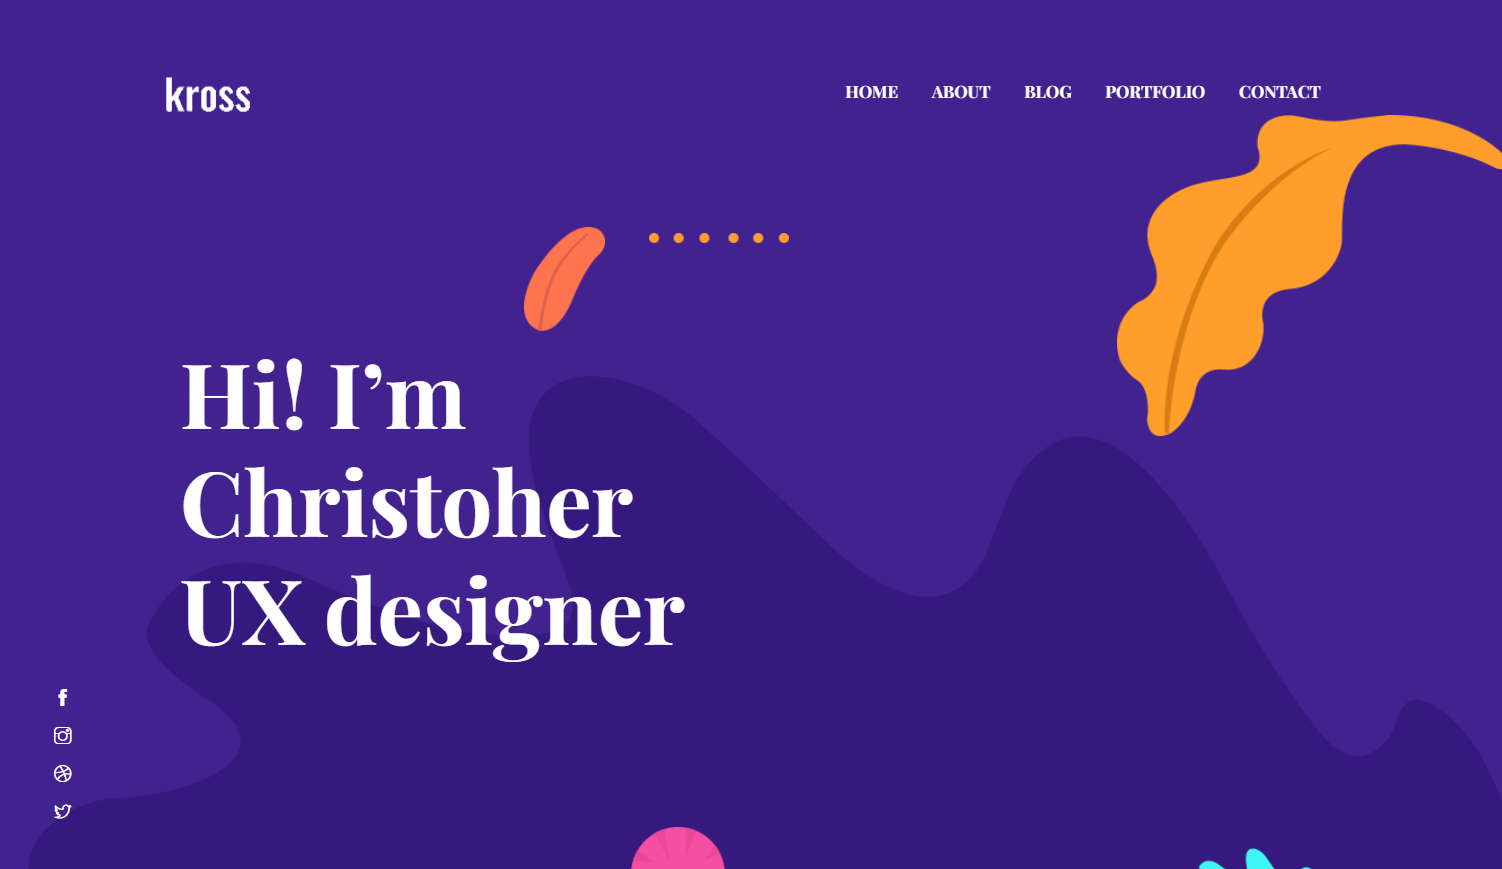 kross
HOME ABOUT BLOG PORTFOLIO CONTACT
Hi! I’m
Christoher
UX designer